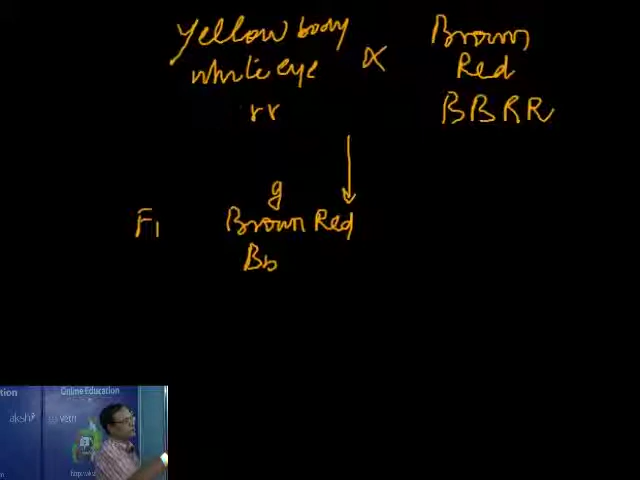 Yellow body × Brown
white eye Red
rr BBRR
g
F1 Brown Red
Bb
Online Education